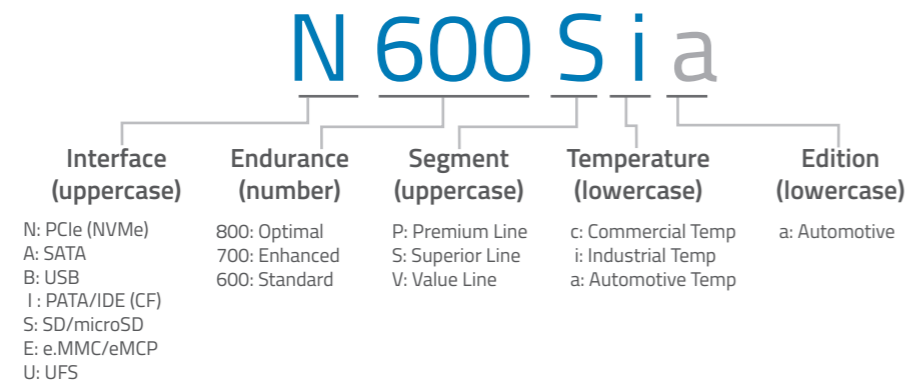 N 600 S i a
Interface
(uppercase)
N: PCIe (NVMe)
A: SATA
B: USB
I : PATA/IDE (CF)
S: SD/microSD
E: e.MMC/eMCP
U: UFS
Endurance
(number)
800: Optimal
700: Enhanced
600: Standard
Segment
(uppercase)
P: Premium Line
S: Superior Line
V: Value Line
Temperature
(lowercase)
c: Commercial Temp
i: Industrial Temp
a: Automotive Temp
Edition
(lowercase)
a: Automotive